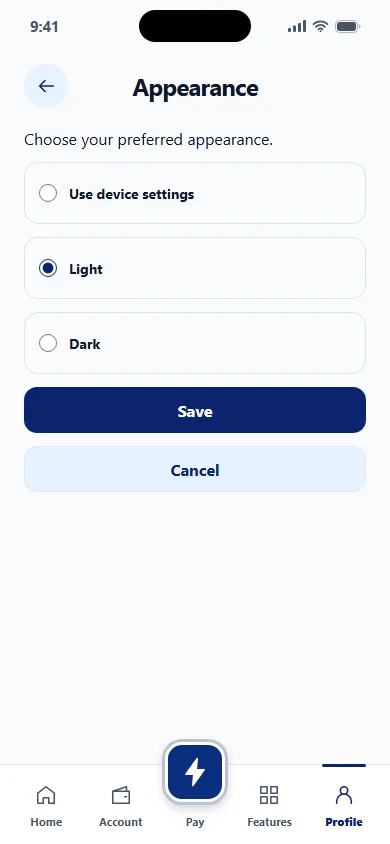 9:41
Appearance
Choose your preferred appearance.
Use device settings
Light
Dark
Save
Cancel
Home
Account
Pay
Features
Profile